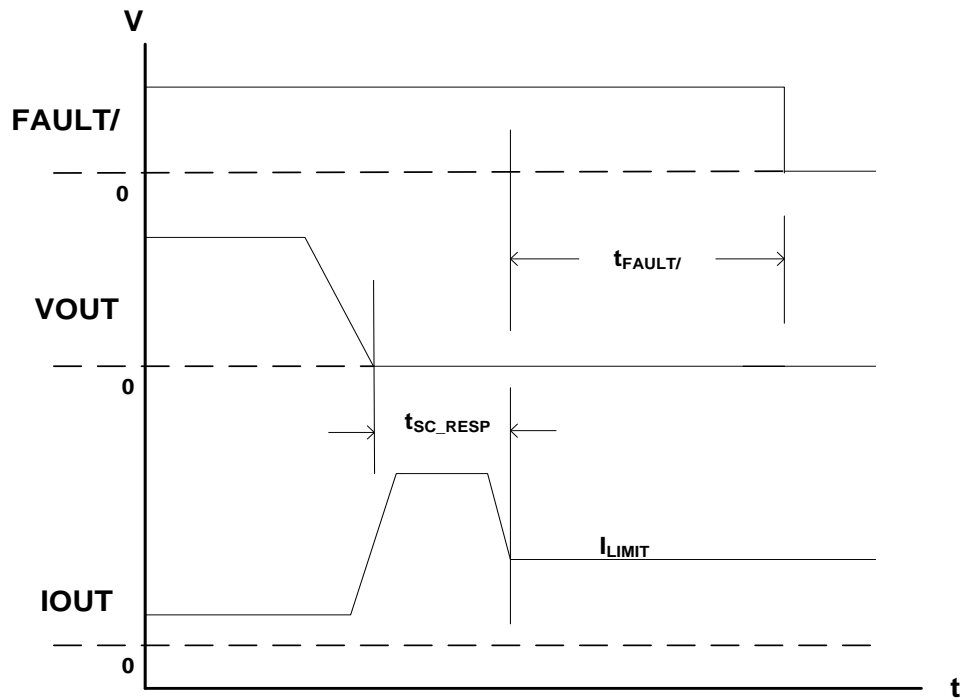 V
FAULT/
0
tFAULT/
VOUT
0
tSC_RESP
ILIMIT
IOUT
0
t